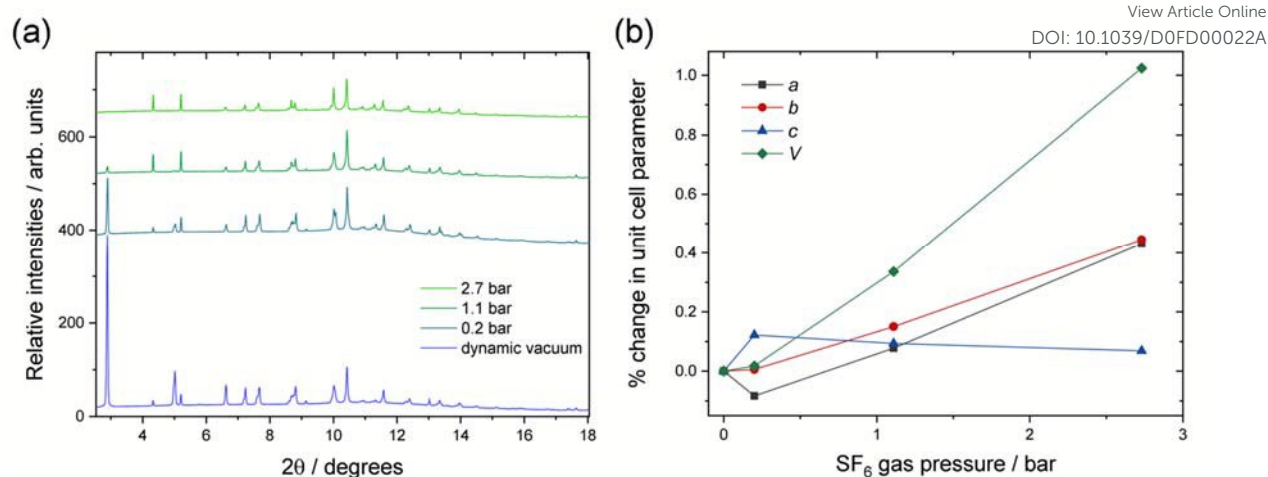 View Article Online
DOI: 10.1039/D0FD00022A
(a)
Relative intensities / arb. units
600
400
200
0
2.7 bar
1.1 bar
0.2 bar
dynamic vacuum
4 6 8 10 12 14 16 18
2θ / degrees
(b)
% change in unit cell parameter
1.0
0.8
0.6
0.4
0.2
0.0
a
b
c
V
0 1 2 3
SF₆ gas pressure / bar